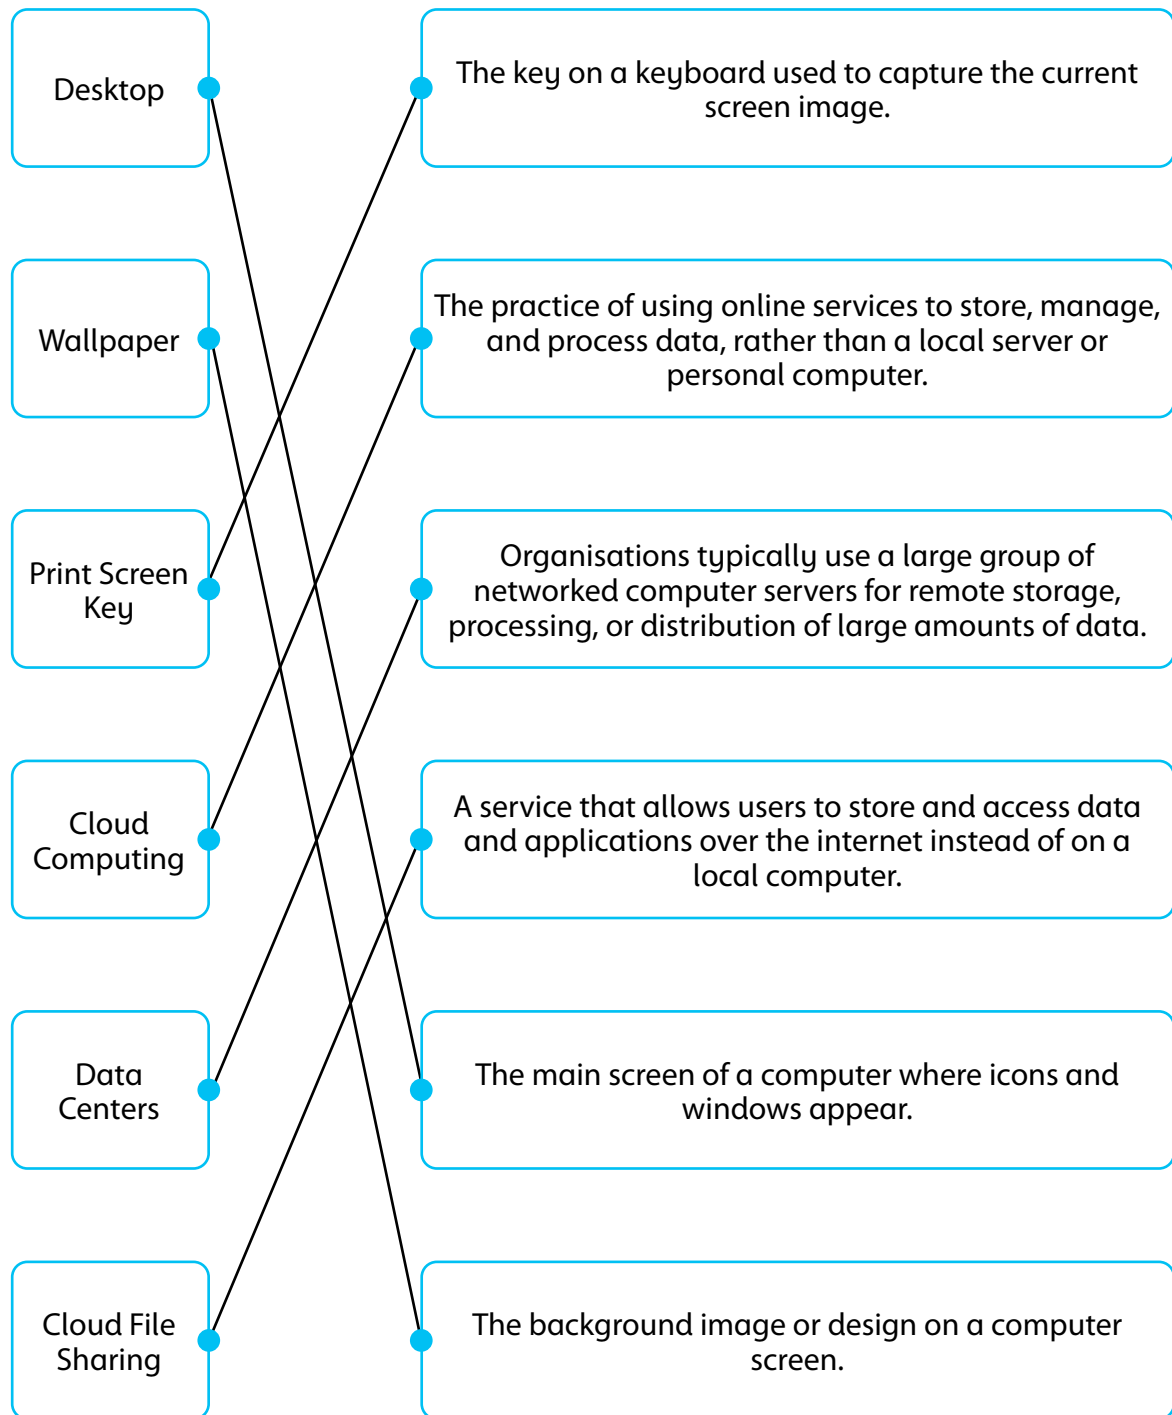 Desktop
The key on a keyboard used to capture the current
screen image.
Wallpaper
The practice of using online services to store, manage,
and process data, rather than a local server or
personal computer.
Print Screen
Key
Organisations typically use a large group of
networked computer servers for remote storage,
processing, or distribution of large amounts of data.
Cloud
Computing
A service that allows users to store and access data
and applications over the internet instead of on a
local computer.
Data
Centers
The main screen of a computer where icons and
windows appear.
Cloud File
Sharing
The background image or design on a computer
screen.